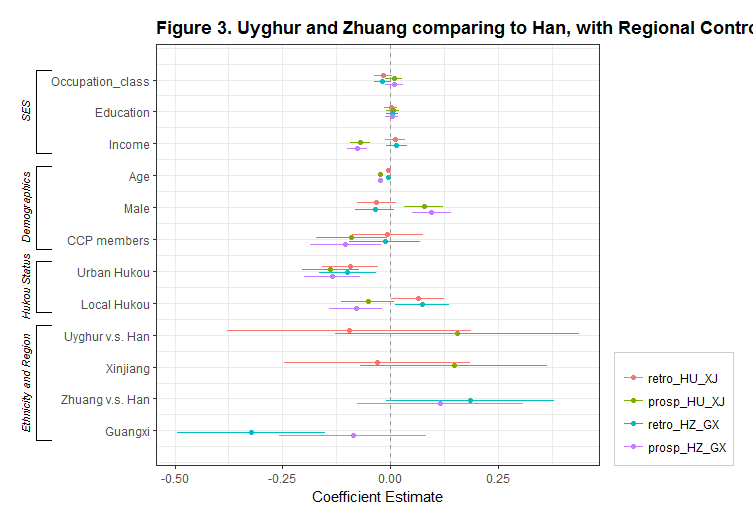 Figure 3. Uyghur and Zhuang comparing to Han, with Regional Contro
SES
Occupation_class
Education
Income
Demographics
Age
Male
CCP members
Hukou Status
Urban Hukou
Local Hukou
Ethnicity and Region
Uyghur v.s. Han
Xinjiang
Zhuang v.s. Han
Guangxi
-0.50
-0.25
0.00
0.25
Coefficient Estimate
retro_HU_XJ
prosp_HU_XJ
retro_HZ_GX
prosp_HZ_GX